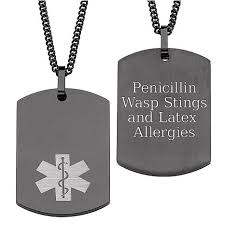 Penicillin
Wasp Stings
and Latex
Allergies